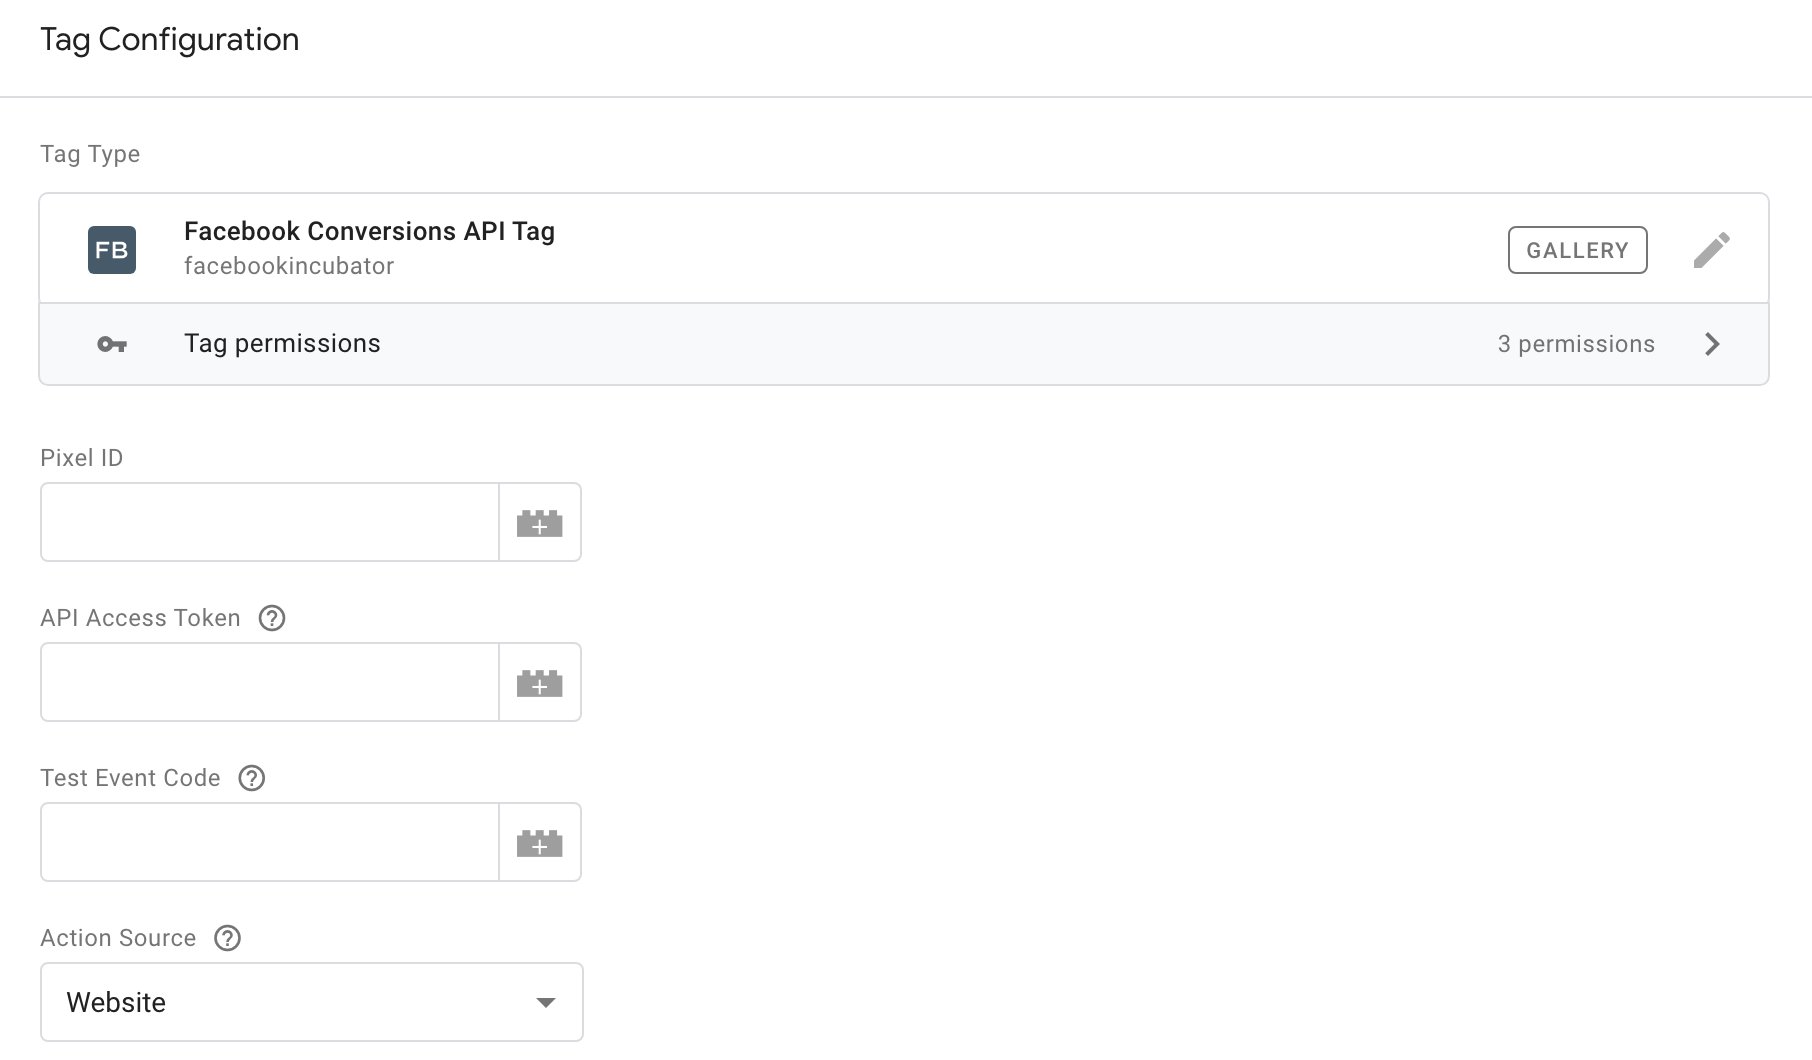 Tag Configuration
Tag Type
FB
Facebook Conversions API Tag
facebookincubator
GALLERY
Tag permissions
3 permissions
Pixel ID
API Access Token
Test Event Code
Action Source
Website